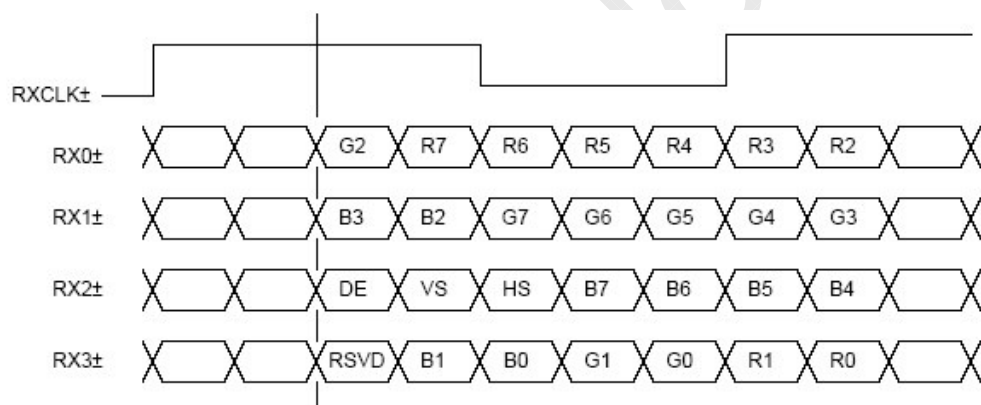 RXCLK±
RX0± G2 R7 R6 R5 R4 R3 R2
RX1± B3 B2 G7 G6 G5 G4 G3
RX2± DE VS HS B7 B6 B5 B4
RX3± RSVD B1 B0 G1 G0 R1 R0